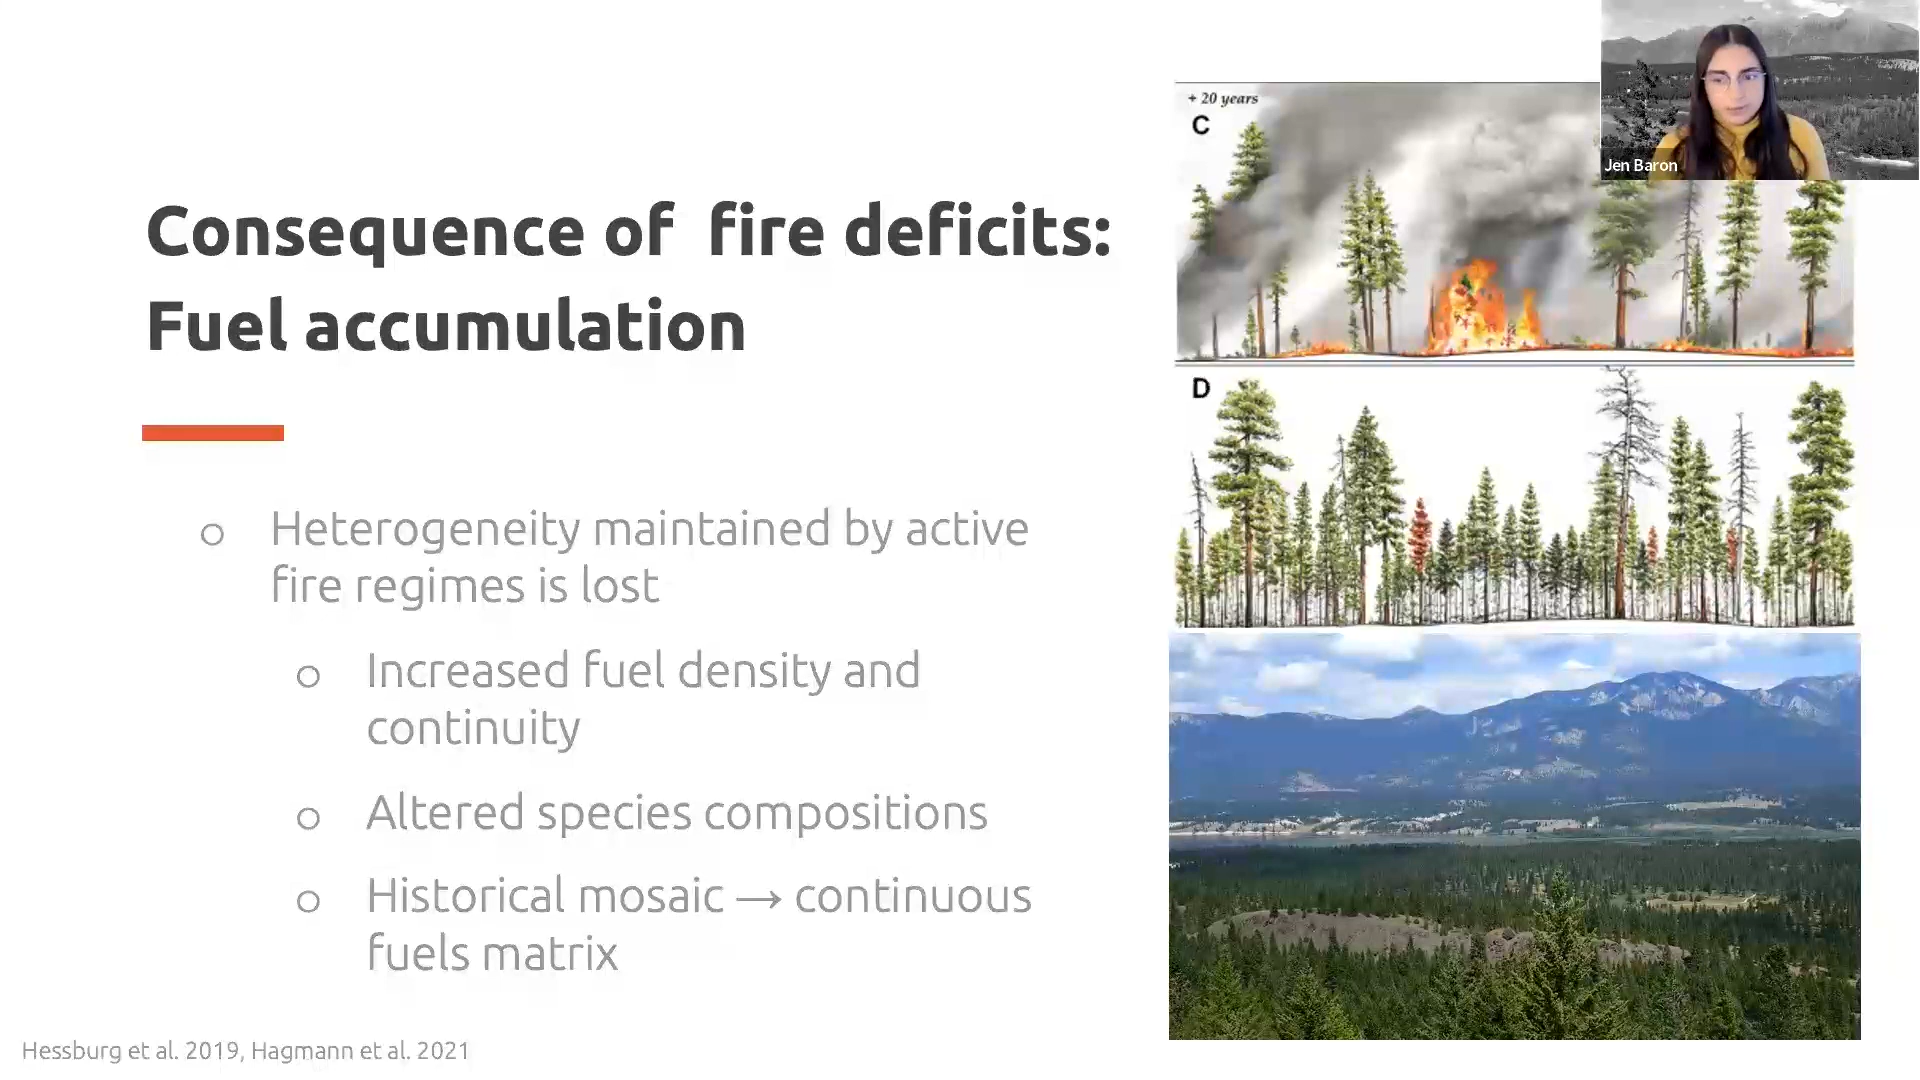 Consequence of fire deficits:
Fuel accumulation
o Heterogeneity maintained by active
fire regimes is lost
o Increased fuel density and
continuity
o Altered species compositions
o Historical mosaic → continuous
fuels matrix
Hessburg et al. 2019, Hagmann et al. 2021
+ 20 years
C
D
Jen Baron